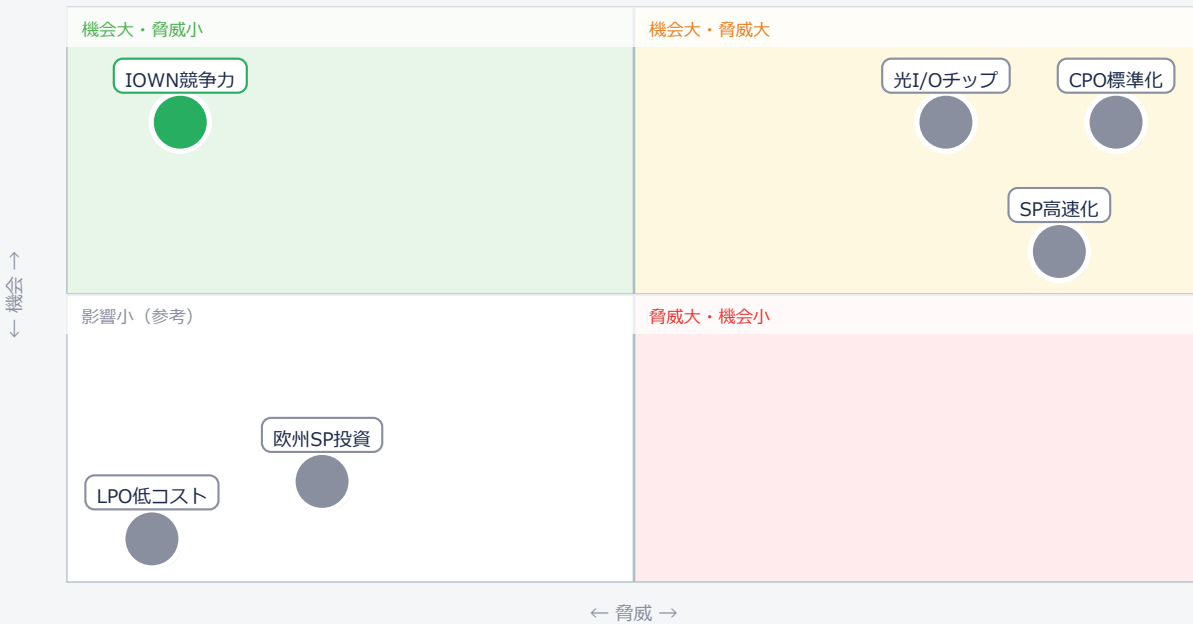 機会大・脅威小
機会大・脅威大
IOWN競争力
光I/Oチップ
CPO標準化
SP高速化
← 機会 →
影響小（参考）
脅威大・機会小
欧州SP投資
LPO低コスト
← 脅威 →